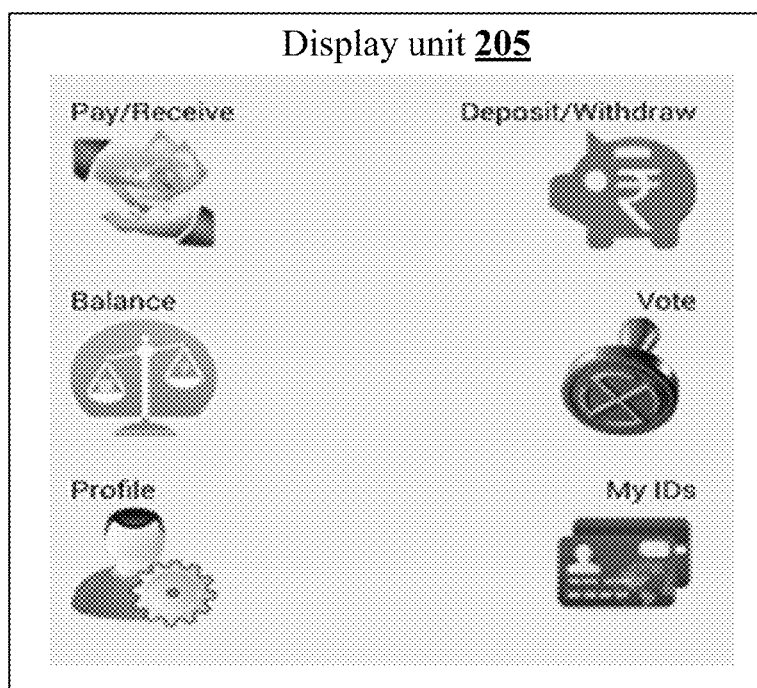 Display unit 205
Pay/Receive
Deposit/Withdraw
₹
Balance
Vote
Profile
My IDs